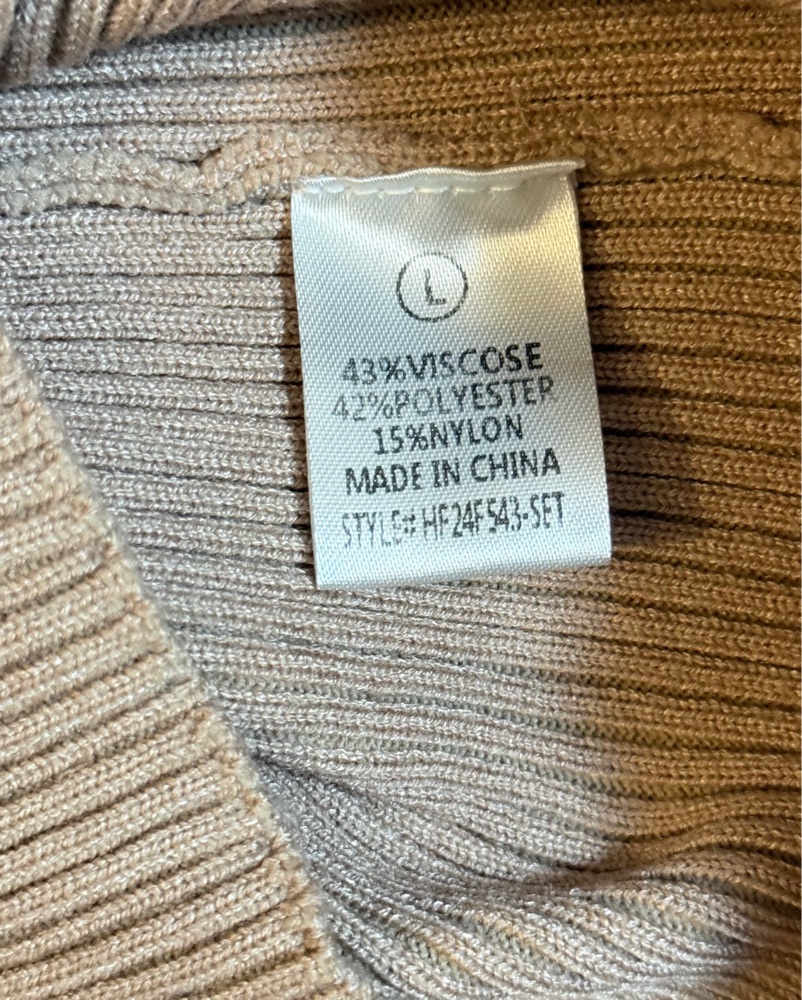 L
43%VISCOSE
42%POLYESTER
15%NYLON
MADE IN CHINA
STYLE# HF24F543-SET